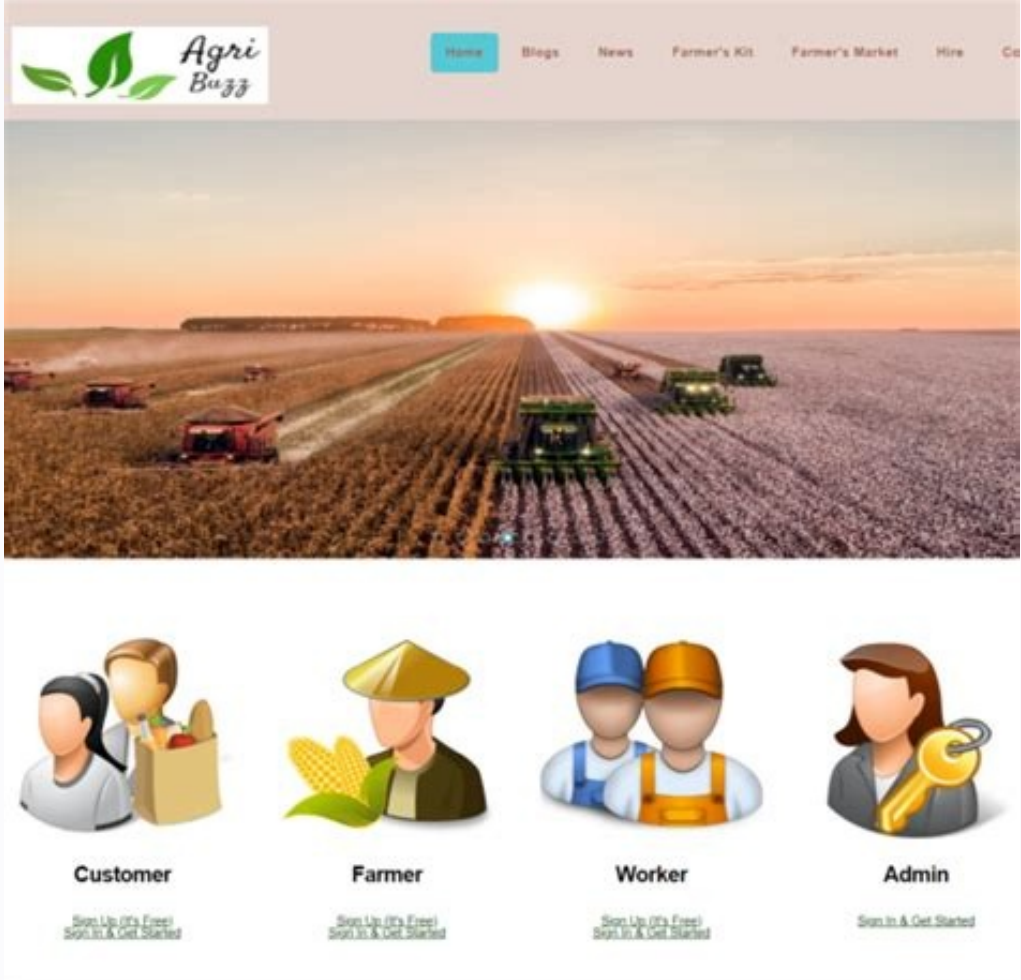 Agri
Buzz
Home Blogs News Farmer's Kit Farmer's Market Hire Co
Customer Farmer Worker Admin
Sign Up (It's Free) Sign Up (It's Free) Sign Up (It's Free) Sign In & Get Started
Sign In & Get Started Sign In & Get Started Sign In & Get Started